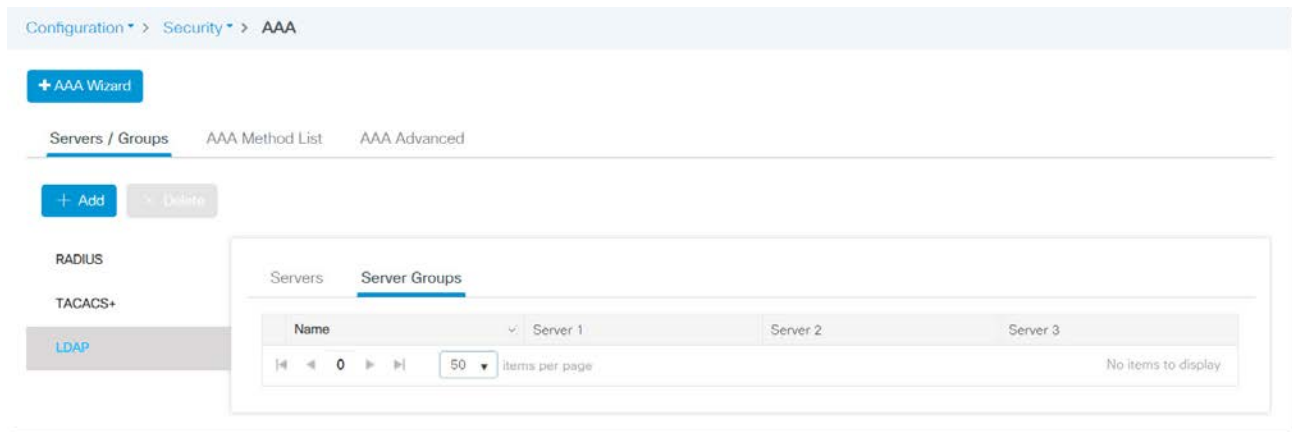 Configuration > Security > AAA
+ AAA Wizard
Servers / Groups AAA Method List AAA Advanced
+ Add × Delete
RADIUS
TACACS+
LDAP
Servers Server Groups
Name Server 1 Server 2 Server 3
0 50 items per page No items to display